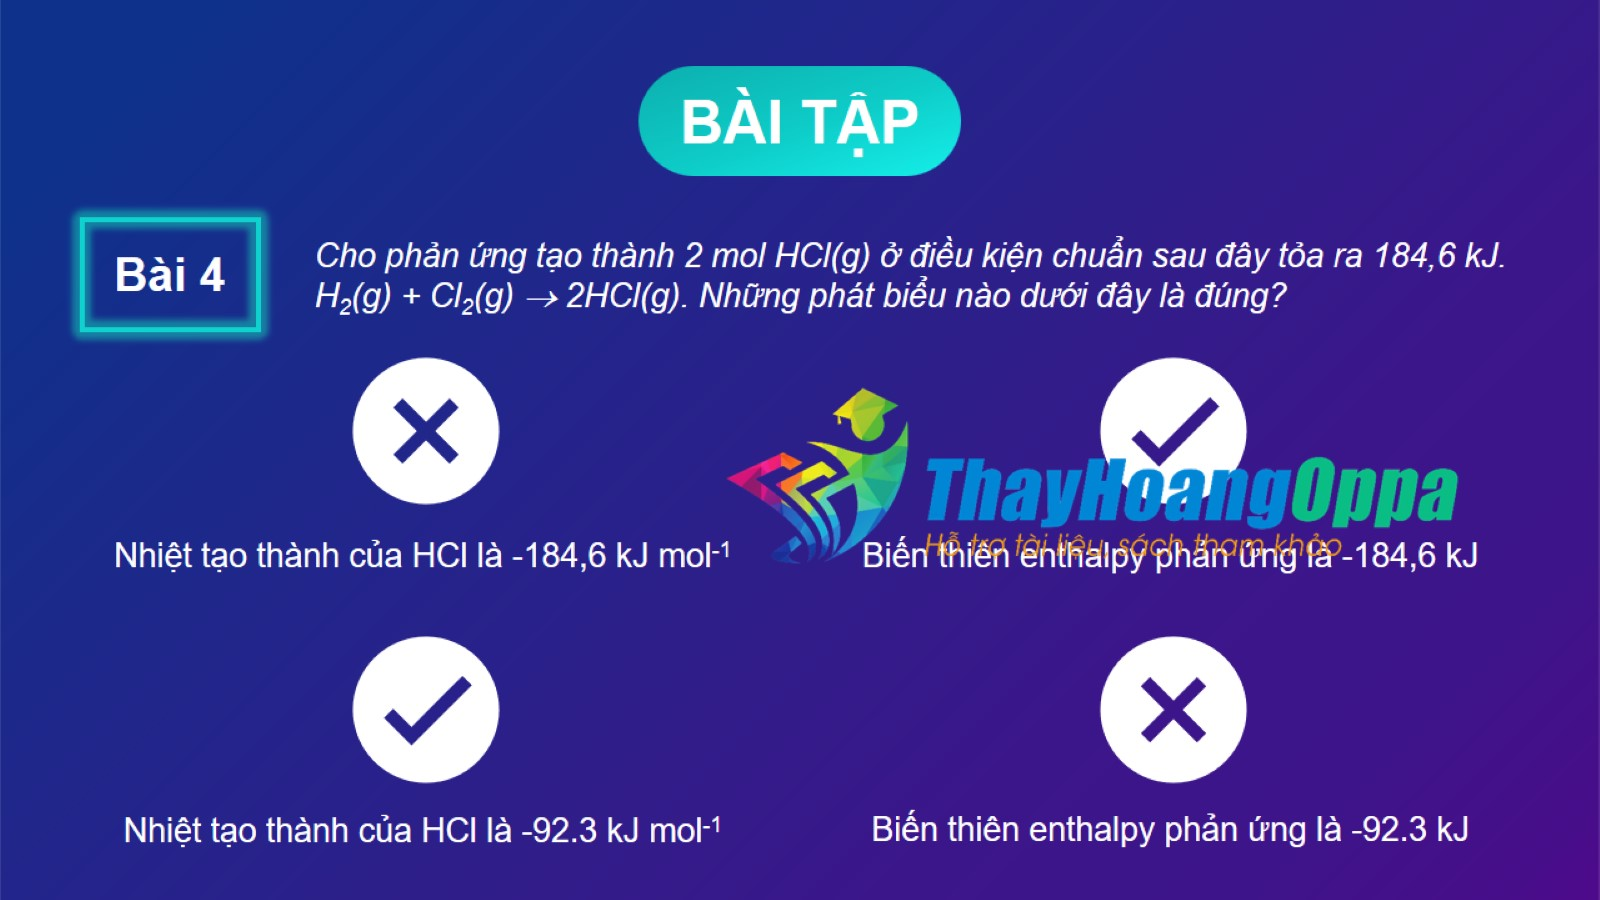 BÀI TẬP
Bài 4
Cho phản ứng tạo thành 2 mol HCl(g) ở điều kiện chuẩn sau đây tỏa ra 184,6 kJ.
H₂(g) + Cl₂(g) → 2HCl(g). Những phát biểu nào dưới đây là đúng?
ThayHoangOppa
Hỗ trợ tài liệu, sách tham khảo
Nhiệt tạo thành của HCl là -184,6 kJ mol⁻¹
Biến thiên enthalpy phản ứng là -184,6 kJ
Nhiệt tạo thành của HCl là -92.3 kJ mol⁻¹
Biến thiên enthalpy phản ứng là -92.3 kJ